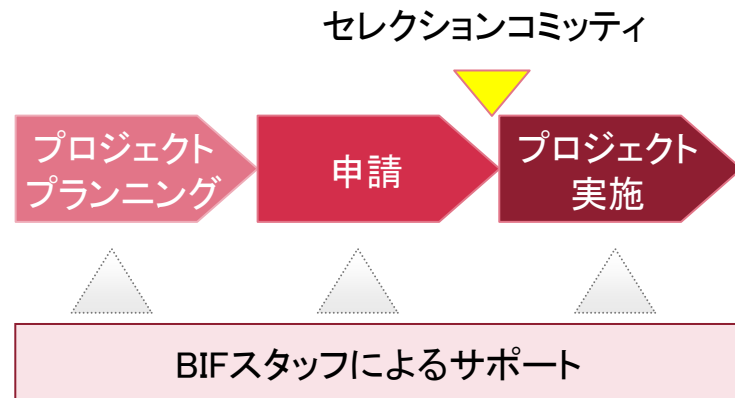 セレクションコミッティ
プロジェクト
プランニング
申請
プロジェクト
実施
BIFスタッフによるサポート